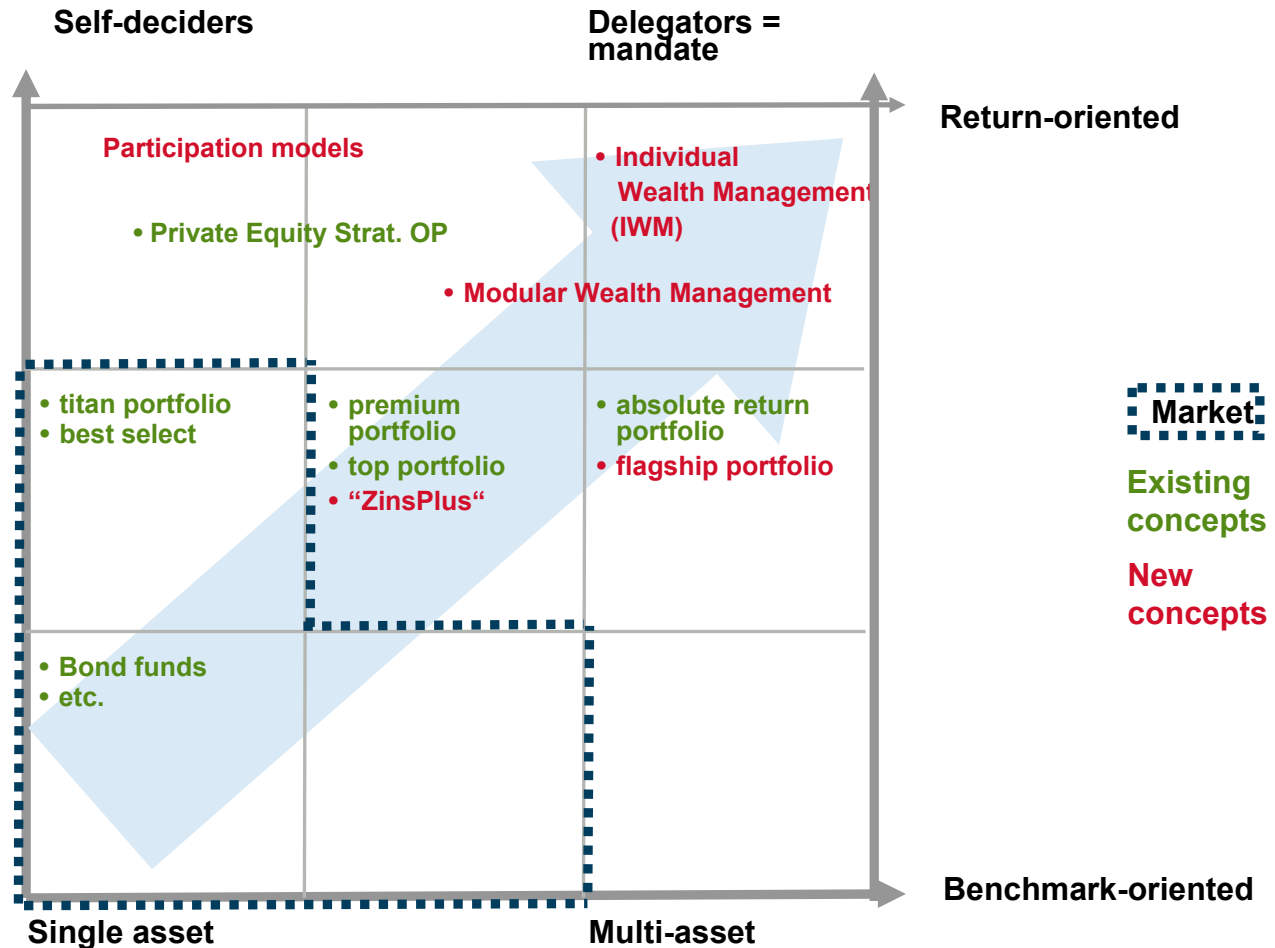 Self-deciders
Delegators =
mandate
Return-oriented
Participation models
• Individual
Wealth Management
(IWM)
• Private Equity Strat. OP
• Modular Wealth Management
• titan portfolio
• best select
• premium
portfolio
• top portfolio
• “ZinsPlus“
• absolute return
portfolio
• flagship portfolio
Market
Existing
concepts
New
concepts
• Bond funds
• etc.
Benchmark-oriented
Single asset
Multi-asset